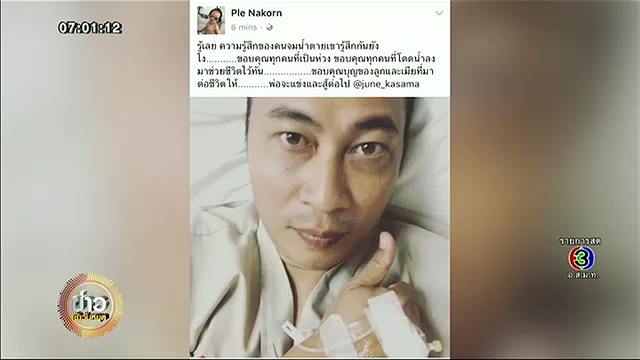 07:01:12
Ple Nakorn
6 mins
รู้เลย ความรู้สึกของคนจมน้ำตายเขารู้สึกกันยัง
ไง...........ขอบคุณทุกคนที่เป็นห่วง ขอบคุณทุกคนที่โดดน้ำลง
มาช่วยชีวิตไว้ทัน..................ขอบคุณบุญของลูกและเมียที่มา
ต่อชีวิตให้...........พ่อจะแข่งและสู้ต่อไป @june_kasama
รายการสด
3
อ.ส.ม.ท.
ข่าว